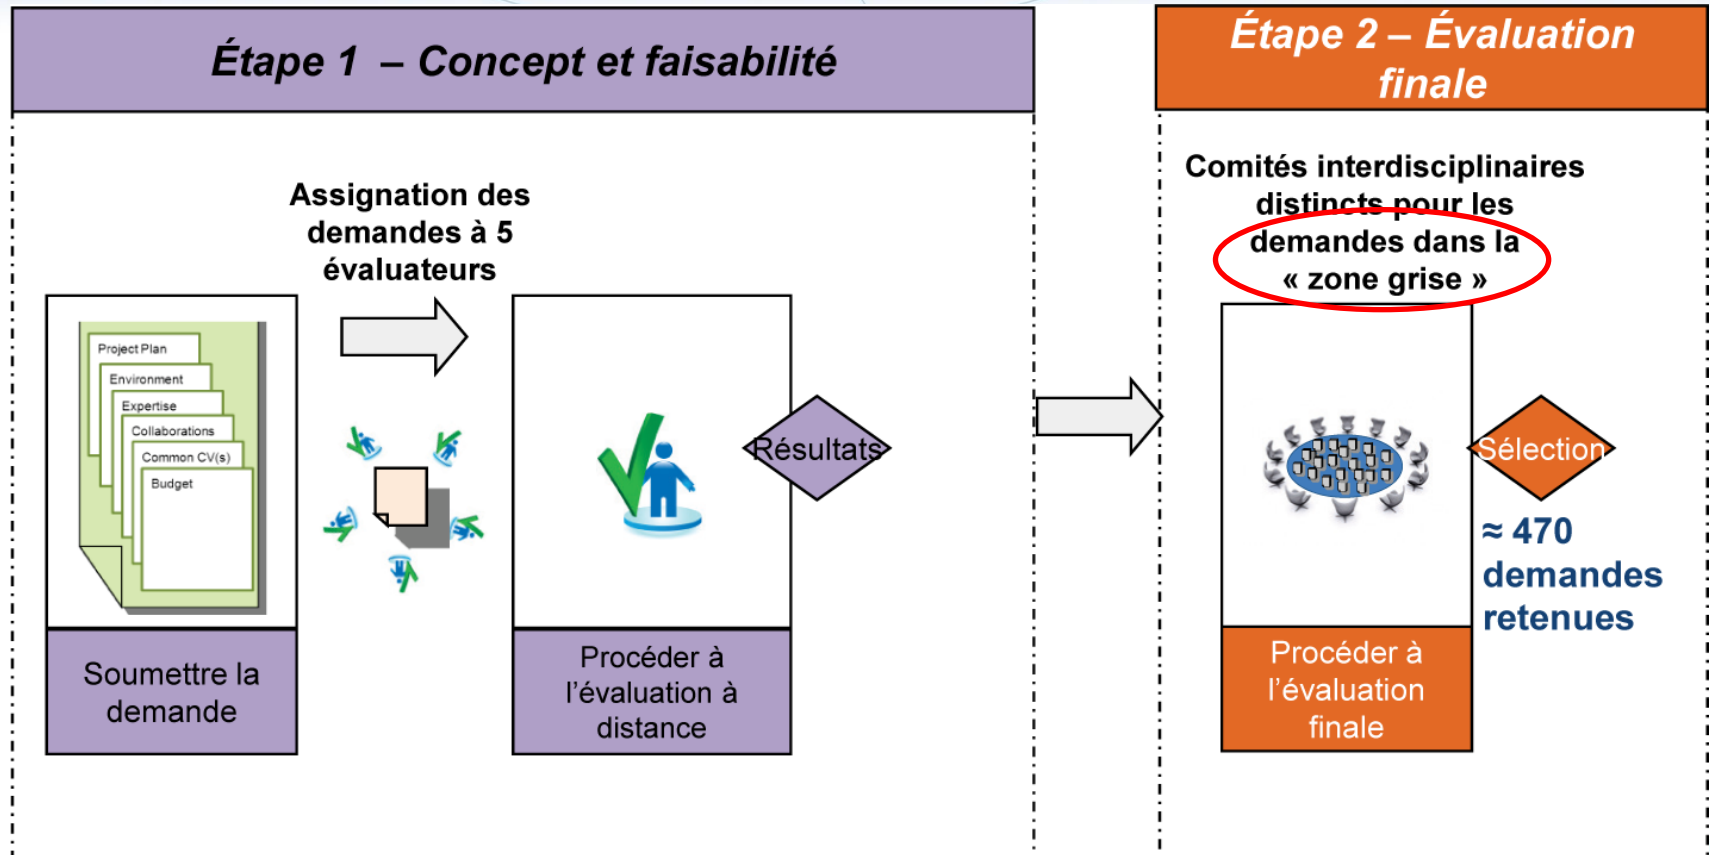 Étape 1 – Concept et faisabilité
Étape 2 – Évaluation
finale
Assignation des
demandes à 5
évaluateurs
Project Plan
Environment
Expertise
Collaborations
Common CV(s)
Budget
Soumettre la
demande
Procéder à
l’évaluation à
distance
Résultats
Comités interdisciplinaires
distincts pour les
demandes dans la
« zone grise »
Procéder à
l’évaluation
finale
Sélection
≈ 470
demandes
retenues